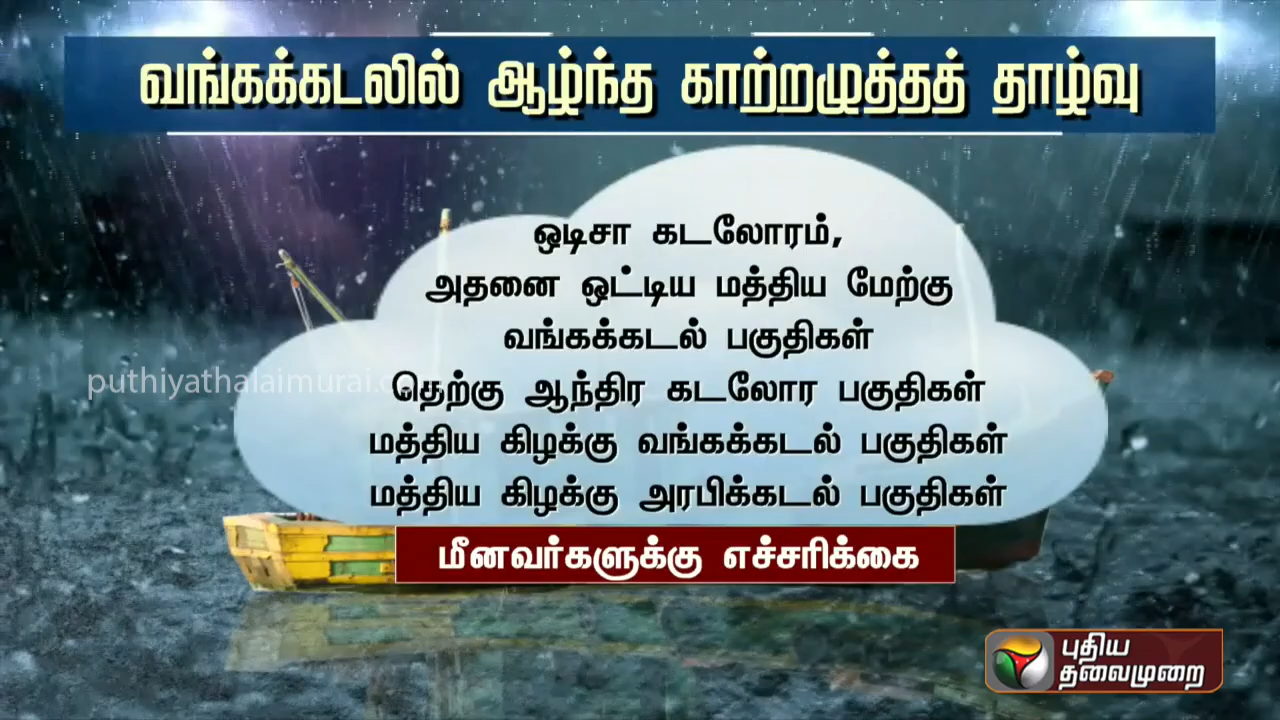 வங்கக்கடலில் ஆழ்ந்த காற்றழுத்தத் தாழ்வு
ஒடிசா கடலோரம்,
அதனை ஒட்டிய மத்திய மேற்கு
வங்கக்கடல் பகுதிகள்
puthiyathalaimurai.com
தெற்கு ஆந்திர கடலோர பகுதிகள்
மத்திய கிழக்கு வங்கக்கடல் பகுதிகள்
மத்திய கிழக்கு அரபிக்கடல் பகுதிகள்
மீனவர்களுக்கு எச்சரிக்கை
புதிய
தலைமுறை